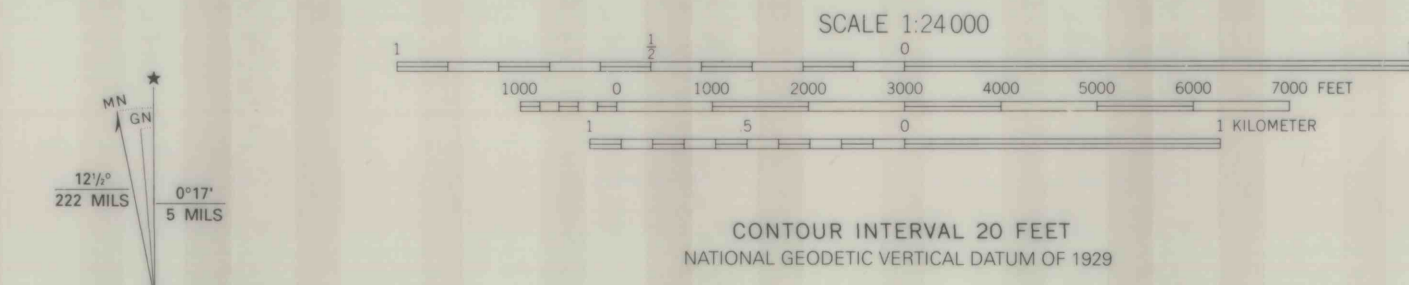 SCALE 1:24 000
1 ½ 0
1000 0 1000 2000 3000 4000 5000 6000 7000 FEET
1 .5 0 1 KILOMETER
MN
GN
12½°
222 MILS
0°17'
5 MILS
CONTOUR INTERVAL 20 FEET
NATIONAL GEODETIC VERTICAL DATUM OF 1929